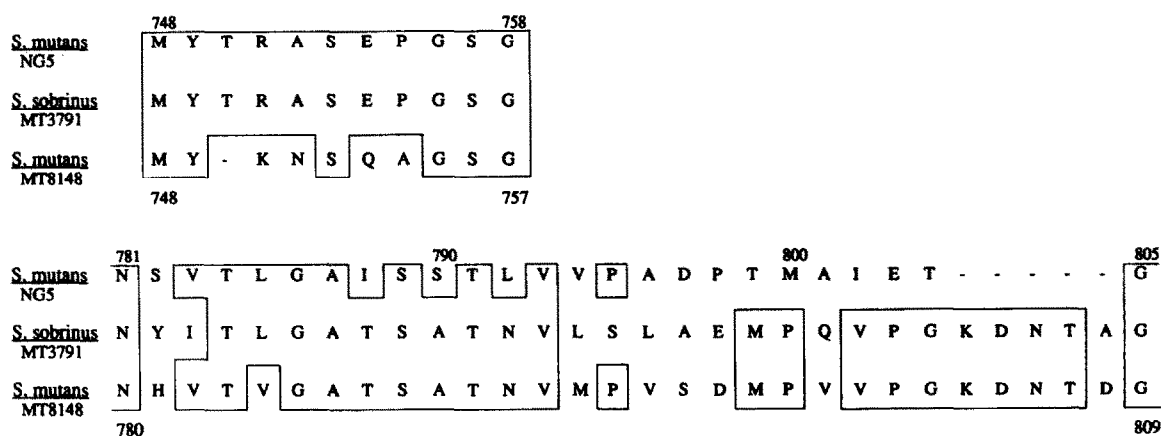 748 758
S. mutans M Y T R A S E P G S G
NG5
S. sobrinus M Y T R A S E P G S G
MT3791
S. mutans M Y - K N S Q A G S G
MT8148
748 757
781 790 800 805
S. mutans N S V T L G A I S S T L V V P A D P T M A I E T - - - - - G
NG5
S. sobrinus N Y I T L G A T S A T N V L S L A E M P Q V P G K D N T A G
MT3791
S. mutans N H V T V G A T S A T N V M P V S D M P V V P G K D N T D G
MT8148
780 809